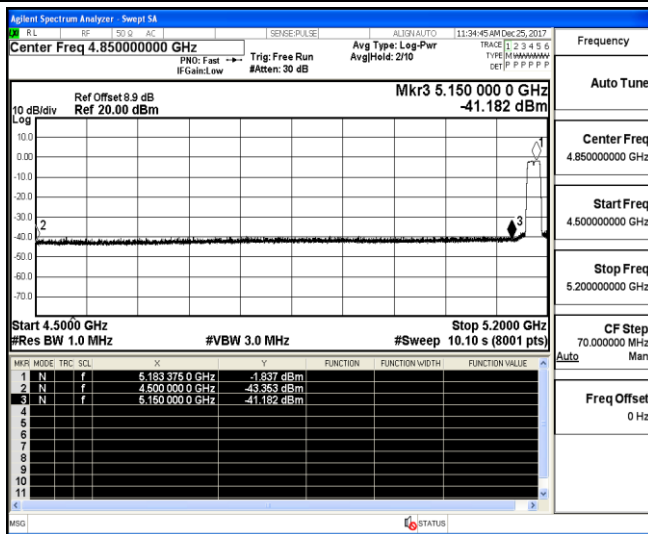 Agilent Spectrum Analyzer - Swept SA
RL RF 50 Ω AC SENSE:PULSE ALIGN AUTO 11:34:45 AM Dec 25, 2017
Center Freq 4.850000000 GHz
PNO: Fast
IFGain:Low
Trig: Free Run
#Atten: 30 dB
Avg Type: Log-Pwr
Avg|Hold: 2/10
TRACE 1 2 3 4 5 6
TYPE M WWWWW
DET P P P P P P
Ref Offset 8.9 dB
Ref 20.00 dBm
10 dB/div
Log
Mkr3 5.150 000 0 GHz
-41.182 dBm
10.0
0.00
-10.0
-20.0
-30.0
-40.0
-50.0
-60.0
-70.0
1
2
3
Start 4.5000 GHz
Stop 5.2000 GHz
#Res BW 1.0 MHz
#VBW 3.0 MHz
#Sweep 10.10 s (8001 pts)
MKR MODE TRC SCL X Y FUNCTION FUNCTION WIDTH FUNCTION VALUE
1 N f 5.183 375 0 GHz -1.837 dBm
2 N f 4.500 000 0 GHz -43.353 dBm
3 N f 5.150 000 0 GHz -41.182 dBm
4
5
6
7
8
9
10
11
MSG
STATUS
Frequency
Auto Tune
Center Freq
4.850000000 GHz
Start Freq
4.500000000 GHz
Stop Freq
5.200000000 GHz
CF Step
70.000000 MHz
Auto Man
Freq Offset
0 Hz